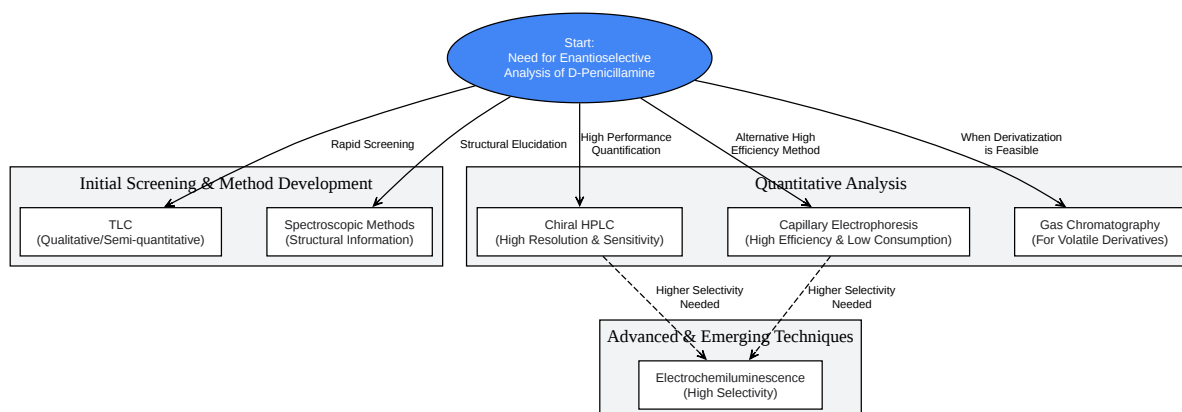 Start:
Need for Enantioselective
Analysis of D-Penicillamine
Rapid Screening
Structural Elucidation
High Performance
Quantification
Alternative High
Efficiency Method
When Derivatization
is Feasible
Initial Screening & Method Development
Quantitative Analysis
TLC
(Qualitative/Semi-quantitative)
Spectroscopic Methods
(Structural Information)
Chiral HPLC
(High Resolution & Sensitivity)
Capillary Electrophoresis
(High Efficiency & Low Consumption)
Gas Chromatography
(For Volatile Derivatives)
Higher Selectivity
Needed
Higher Selectivity
Needed
Advanced & Emerging Techniques
Electrochemiluminescence
(High Selectivity)